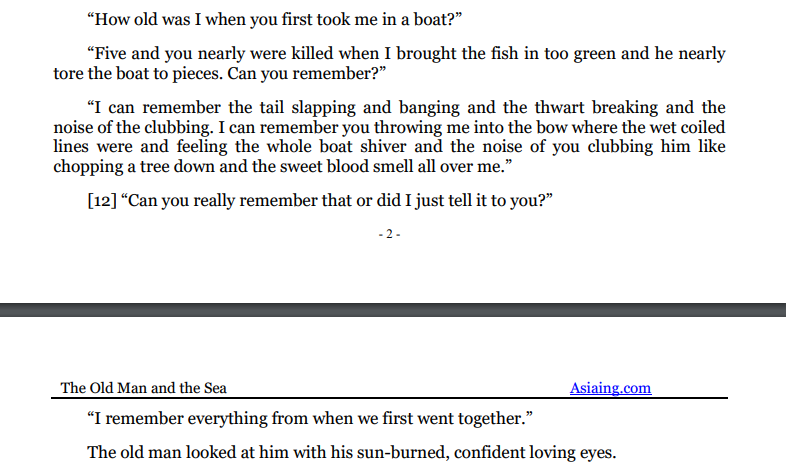 “How old was I when you first took me in a boat?”
“Five and you nearly were killed when I brought the fish in too green and he nearly
tore the boat to pieces. Can you remember?”
“I can remember the tail slapping and banging and the thwart breaking and the
noise of the clubbing. I can remember you throwing me into the bow where the wet coiled
lines were and feeling the whole boat shiver and the noise of you clubbing him like
chopping a tree down and the sweet blood smell all over me.”
[12] “Can you really remember that or did I just tell it to you?”
- 2 -
The Old Man and the Sea Asiaing.com
“I remember everything from when we first went together.”
The old man looked at him with his sun-burned, confident loving eyes.